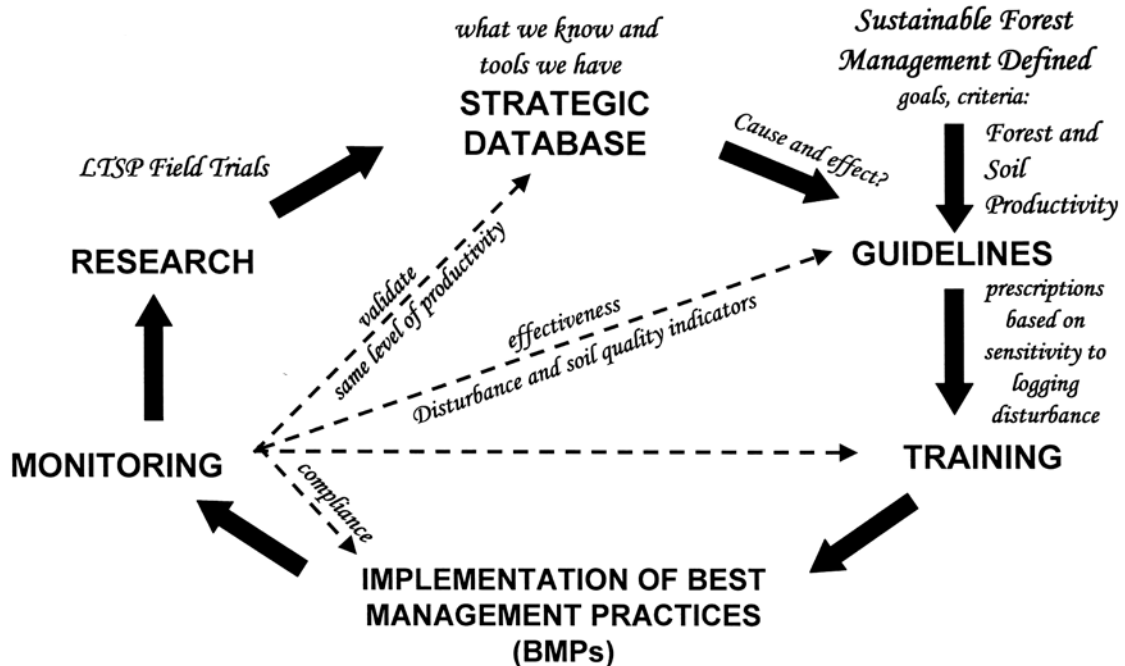 what we know and
tools we have
STRATEGIC
DATABASE
Sustainable Forest
Management Defined
goals, criteria:
Forest and
Soil
Productivity
Cause and effect?
LTSP Field Trials
RESEARCH
GUIDELINES
validate
same level of productivity
effectiveness
Disturbance and soil quality indicators
prescriptions
based on
sensitivity to
logging
disturbance
MONITORING
TRAINING
compliance
IMPLEMENTATION OF BEST
MANAGEMENT PRACTICES
(BMPs)